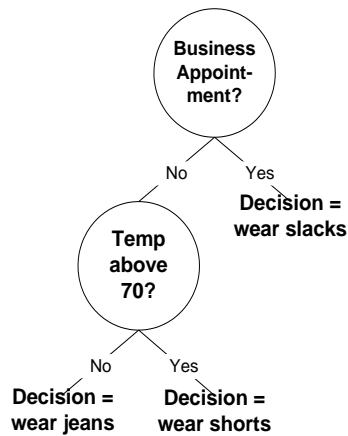 Business
Appoint-
ment?
No
Yes
Decision =
wear slacks
Temp
above
70?
No
Yes
Decision =
wear jeans
Decision =
wear shorts